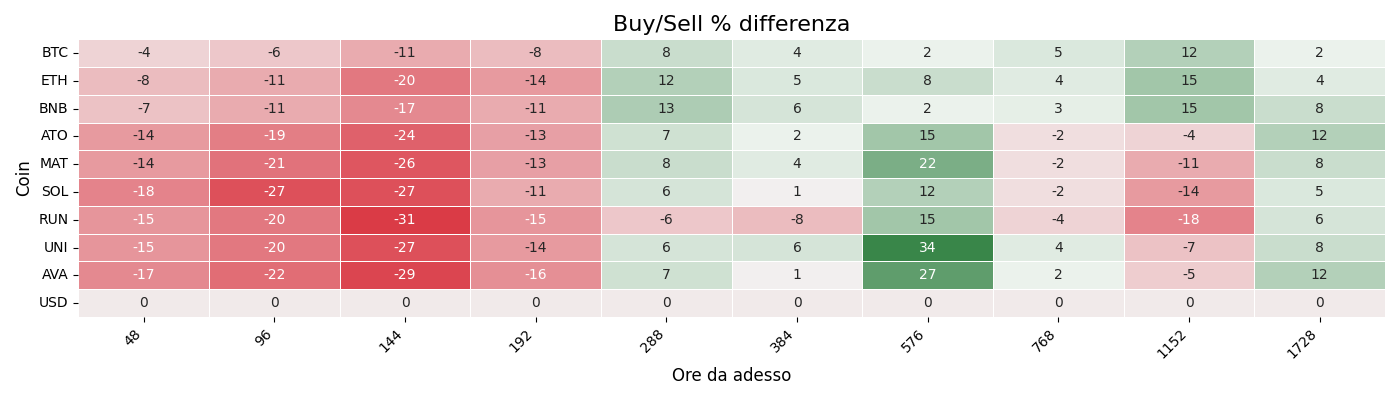 Buy/Sell % differenza
Coin
BTC -4 -6 -11 -8 8 4 2 5 12 2
ETH -8 -11 -20 -14 12 5 8 4 15 4
BNB -7 -11 -17 -11 13 6 2 3 15 8
ATO -14 -19 -24 -13 7 2 15 -2 -4 12
MAT -14 -21 -26 -13 8 4 22 -2 -11 8
SOL -18 -27 -27 -11 6 1 12 -2 -14 5
RUN -15 -20 -31 -15 -6 -8 15 -4 -18 6
UNI -15 -20 -27 -14 6 6 34 4 -7 8
AVA -17 -22 -29 -16 7 1 27 2 -5 12
USD 0 0 0 0 0 0 0 0 0 0
48 96 144 192 288 384 576 768 1152 1728
Ore da adesso